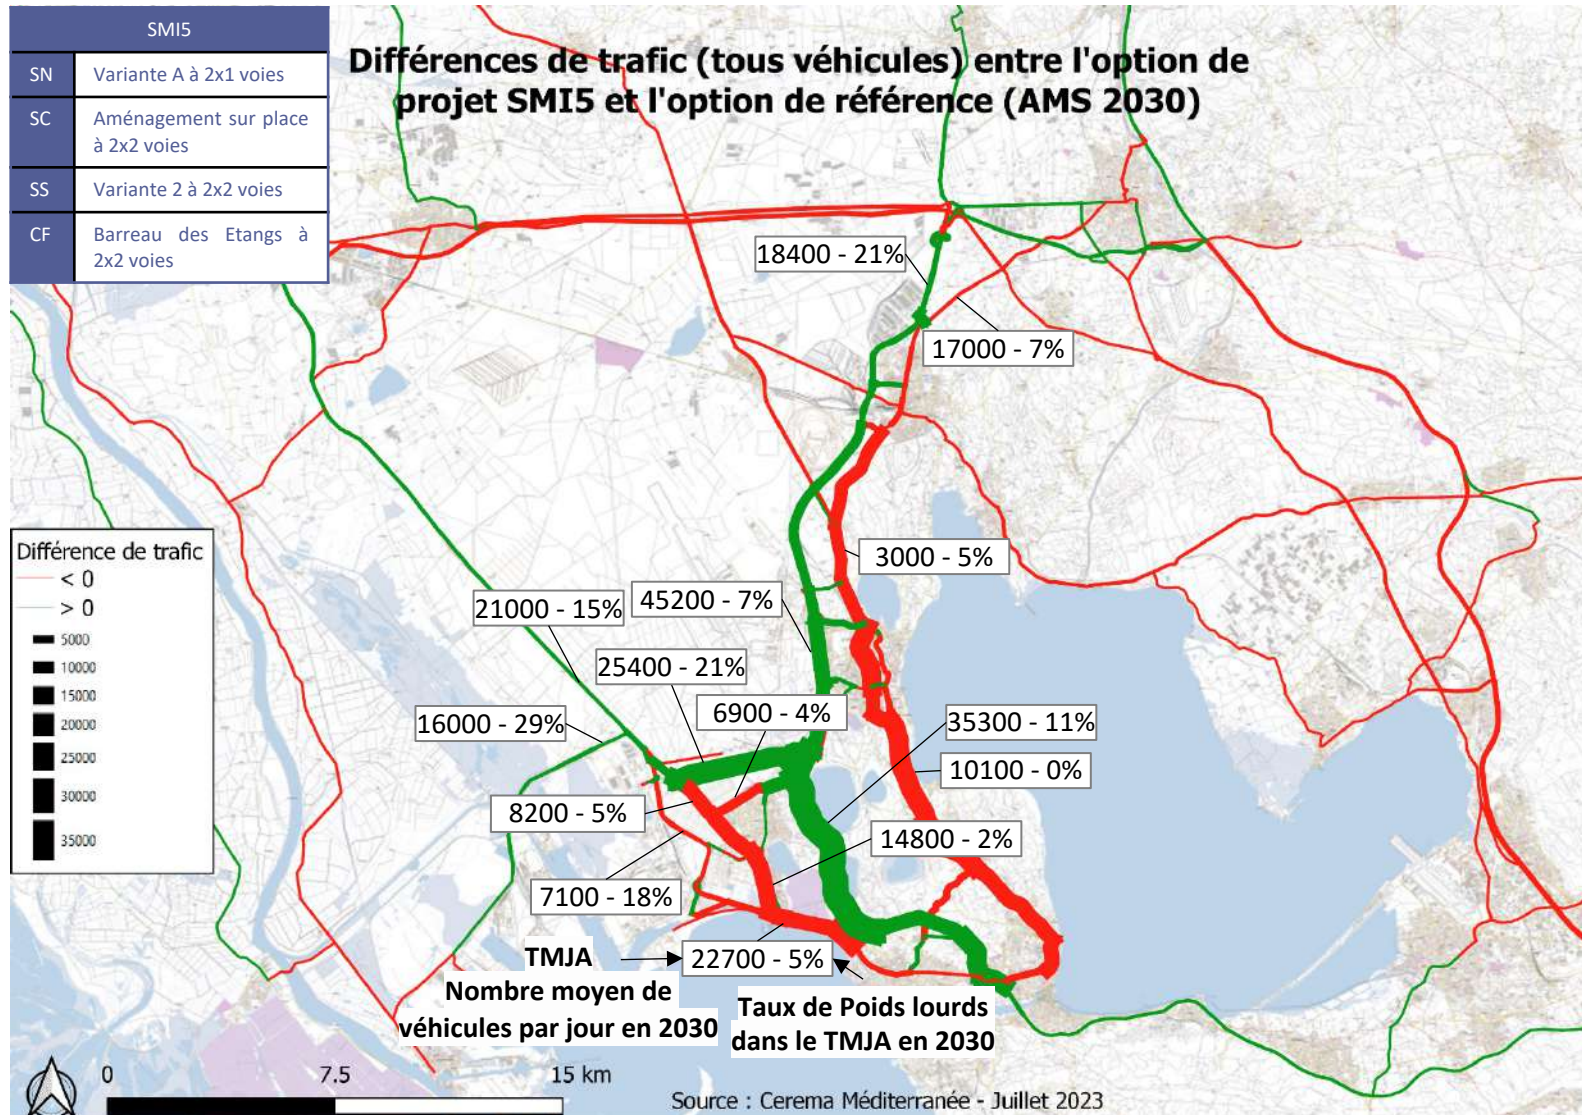 SMI5
SN Variante A à 2x1 voies
SC Aménagement sur place
à 2x2 voies
SS Variante 2 à 2x2 voies
CF Barreau des Etangs à
2x2 voies
Différences de trafic (tous véhicules) entre l'option de
projet SMI5 et l'option de référence (AMS 2030)
18400 - 21%
17000 - 7%
3000 - 5%
45200 - 7%
21000 - 15%
25400 - 21%
6900 - 4%
16000 - 29%
35300 - 11%
10100 - 0%
8200 - 5%
14800 - 2%
7100 - 18%
22700 - 5%
Différence de trafic
< 0
> 0
5000
10000
15000
20000
25000
30000
35000
TMJA
Nombre moyen de
véhicules par jour en 2030
Taux de Poids lourds
dans le TMJA en 2030
0 7.5 15 km
Source : Cerema Méditerranée - Juillet 2023